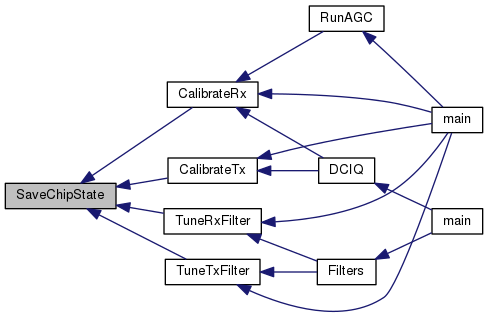 RunAGC
CalibrateRx
main
CalibrateTx
DCIQ
SaveChipState
TuneRxFilter
main
TuneTxFilter
Filters